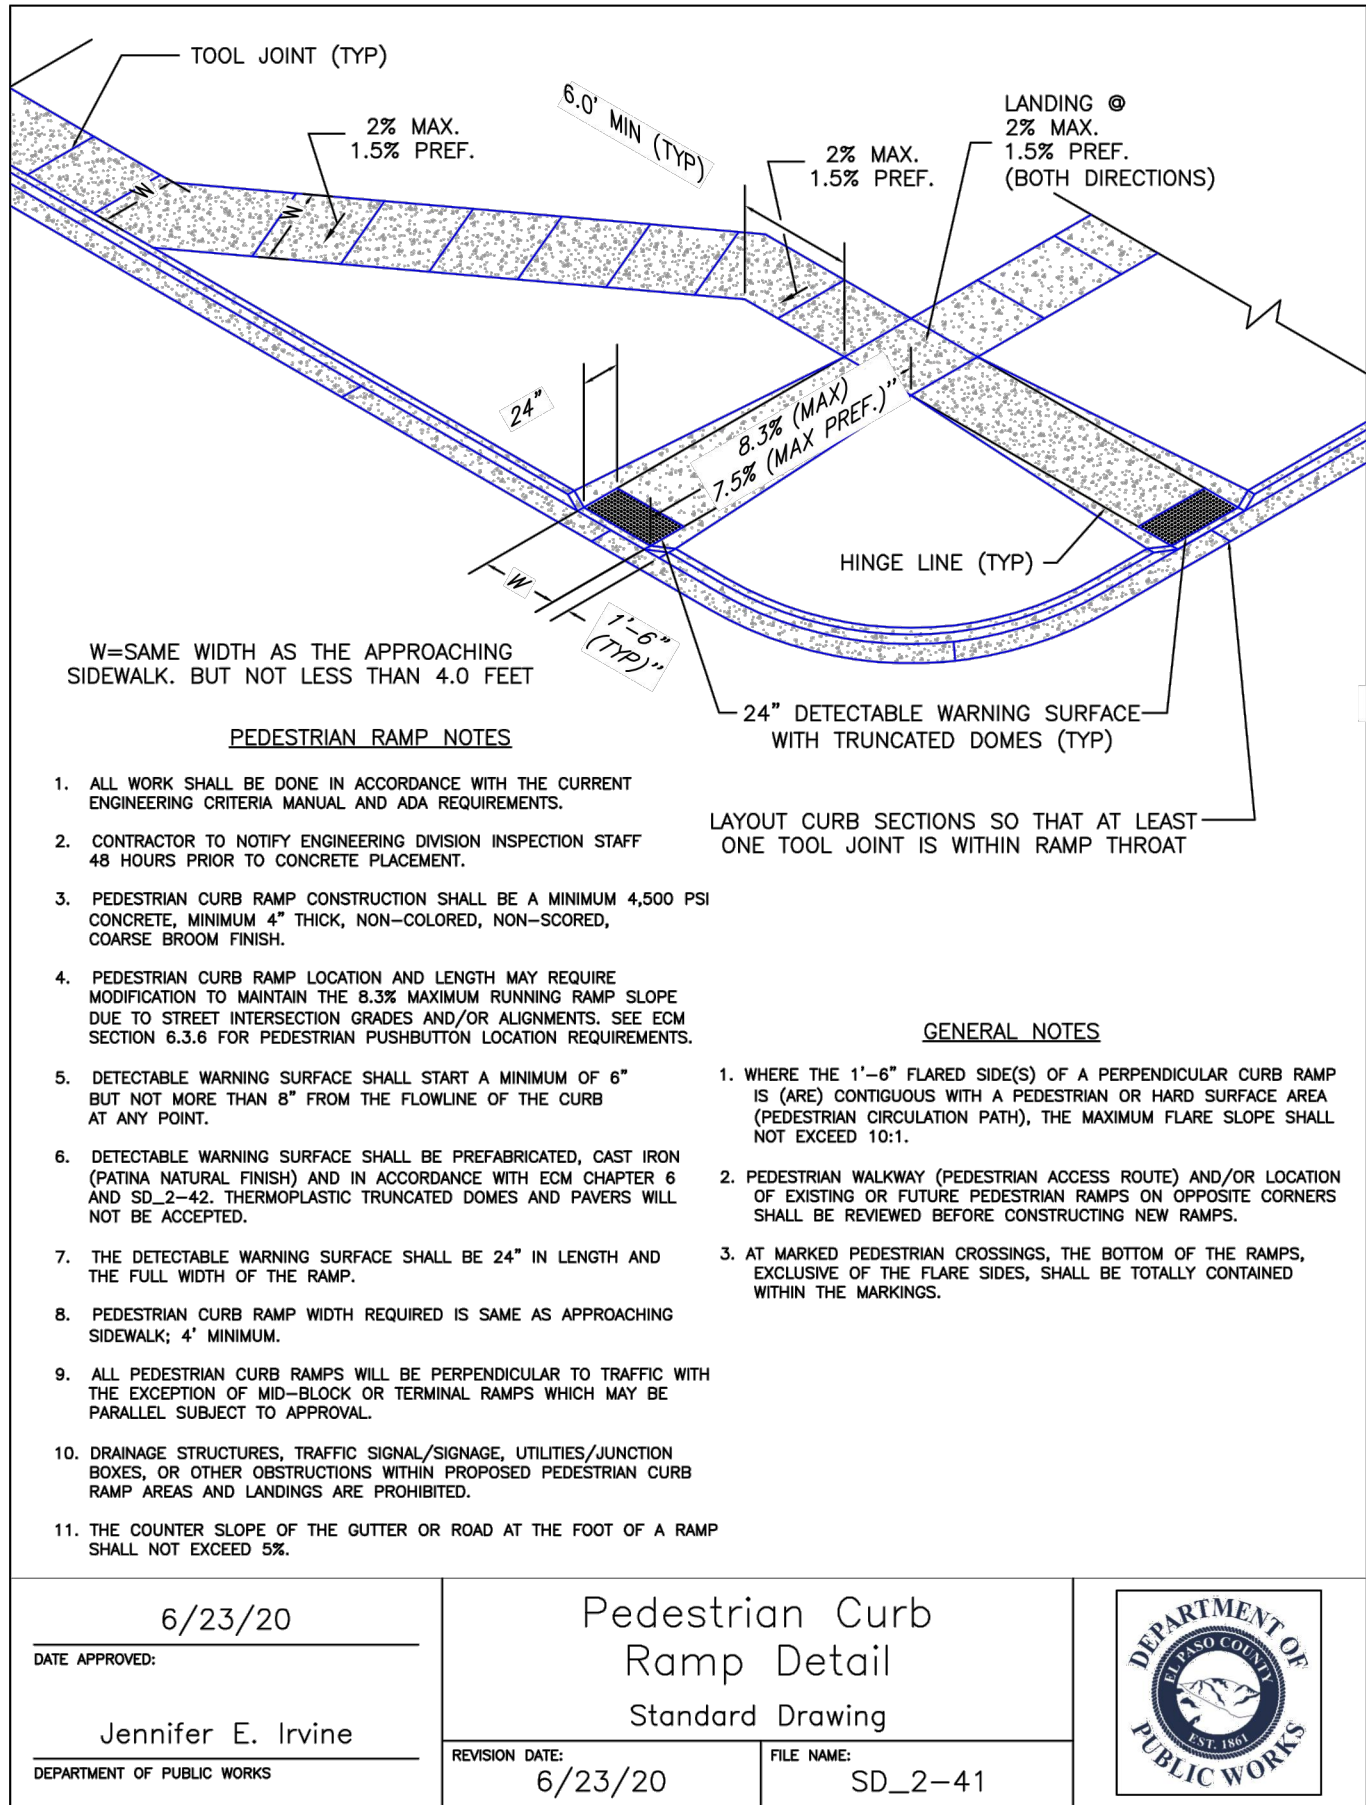 TOOL JOINT (TYP)
2% MAX.
1.5% PREF.
6.0' MIN (TYP)
2% MAX.
1.5% PREF.
LANDING @
2% MAX.
1.5% PREF.
(BOTH DIRECTIONS)
W
W
24"
8.3% (MAX)
7.5% (MAX PREF.)"
HINGE LINE (TYP)
W
1'-6"
(TYP)"
W=SAME WIDTH AS THE APPROACHING
SIDEWALK. BUT NOT LESS THAN 4.0 FEET
24" DETECTABLE WARNING SURFACE
WITH TRUNCATED DOMES (TYP)
LAYOUT CURB SECTIONS SO THAT AT LEAST
ONE TOOL JOINT IS WITHIN RAMP THROAT
PEDESTRIAN RAMP NOTES
1. ALL WORK SHALL BE DONE IN ACCORDANCE WITH THE CURRENT
ENGINEERING CRITERIA MANUAL AND ADA REQUIREMENTS.
2. CONTRACTOR TO NOTIFY ENGINEERING DIVISION INSPECTION STAFF
48 HOURS PRIOR TO CONCRETE PLACEMENT.
3. PEDESTRIAN CURB RAMP CONSTRUCTION SHALL BE A MINIMUM 4,500 PSI
CONCRETE, MINIMUM 4" THICK, NON-COLORED, NON-SCORED,
COARSE BROOM FINISH.
4. PEDESTRIAN CURB RAMP LOCATION AND LENGTH MAY REQUIRE
MODIFICATION TO MAINTAIN THE 8.3% MAXIMUM RUNNING RAMP SLOPE
DUE TO STREET INTERSECTION GRADES AND/OR ALIGNMENTS. SEE ECM
SECTION 6.3.6 FOR PEDESTRIAN PUSHBUTTON LOCATION REQUIREMENTS.
5. DETECTABLE WARNING SURFACE SHALL START A MINIMUM OF 6"
BUT NOT MORE THAN 8" FROM THE FLOWLINE OF THE CURB
AT ANY POINT.
6. DETECTABLE WARNING SURFACE SHALL BE PREFABRICATED, CAST IRON
(PATINA NATURAL FINISH) AND IN ACCORDANCE WITH ECM CHAPTER 6
AND SD_2-42. THERMOPLASTIC TRUNCATED DOMES AND PAVERS WILL
NOT BE ACCEPTED.
7. THE DETECTABLE WARNING SURFACE SHALL BE 24" IN LENGTH AND
THE FULL WIDTH OF THE RAMP.
8. PEDESTRIAN CURB RAMP WIDTH REQUIRED IS SAME AS APPROACHING
SIDEWALK; 4' MINIMUM.
9. ALL PEDESTRIAN CURB RAMPS WILL BE PERPENDICULAR TO TRAFFIC WITH
THE EXCEPTION OF MID-BLOCK OR TERMINAL RAMPS WHICH MAY BE
PARALLEL SUBJECT TO APPROVAL.
10. DRAINAGE STRUCTURES, TRAFFIC SIGNAL/SIGNAGE, UTILITIES/JUNCTION
BOXES, OR OTHER OBSTRUCTIONS WITHIN PROPOSED PEDESTRIAN CURB
RAMP AREAS AND LANDINGS ARE PROHIBITED.
11. THE COUNTER SLOPE OF THE GUTTER OR ROAD AT THE FOOT OF A RAMP
SHALL NOT EXCEED 5%.
GENERAL NOTES
1. WHERE THE 1'-6" FLARED SIDE(S) OF A PERPENDICULAR CURB RAMP
IS (ARE) CONTIGUOUS WITH A PEDESTRIAN OR HARD SURFACE AREA
(PEDESTRIAN CIRCULATION PATH), THE MAXIMUM FLARE SLOPE SHALL
NOT EXCEED 10:1.
2. PEDESTRIAN WALKWAY (PEDESTRIAN ACCESS ROUTE) AND/OR LOCATION
OF EXISTING OR FUTURE PEDESTRIAN RAMPS ON OPPOSITE CORNERS
SHALL BE REVIEWED BEFORE CONSTRUCTING NEW RAMPS.
3. AT MARKED PEDESTRIAN CROSSINGS, THE BOTTOM OF THE RAMPS,
EXCLUSIVE OF THE FLARE SIDES, SHALL BE TOTALLY CONTAINED
WITHIN THE MARKINGS.
6/23/20
DATE APPROVED:
Jennifer E. Irvine
DEPARTMENT OF PUBLIC WORKS
Pedestrian Curb
Ramp Detail
Standard Drawing
REVISION DATE:
6/23/20
FILE NAME:
SD_2-41
DEPARTMENT OF
PUBLIC WORKS
EL PASO COUNTY
EST. 1861